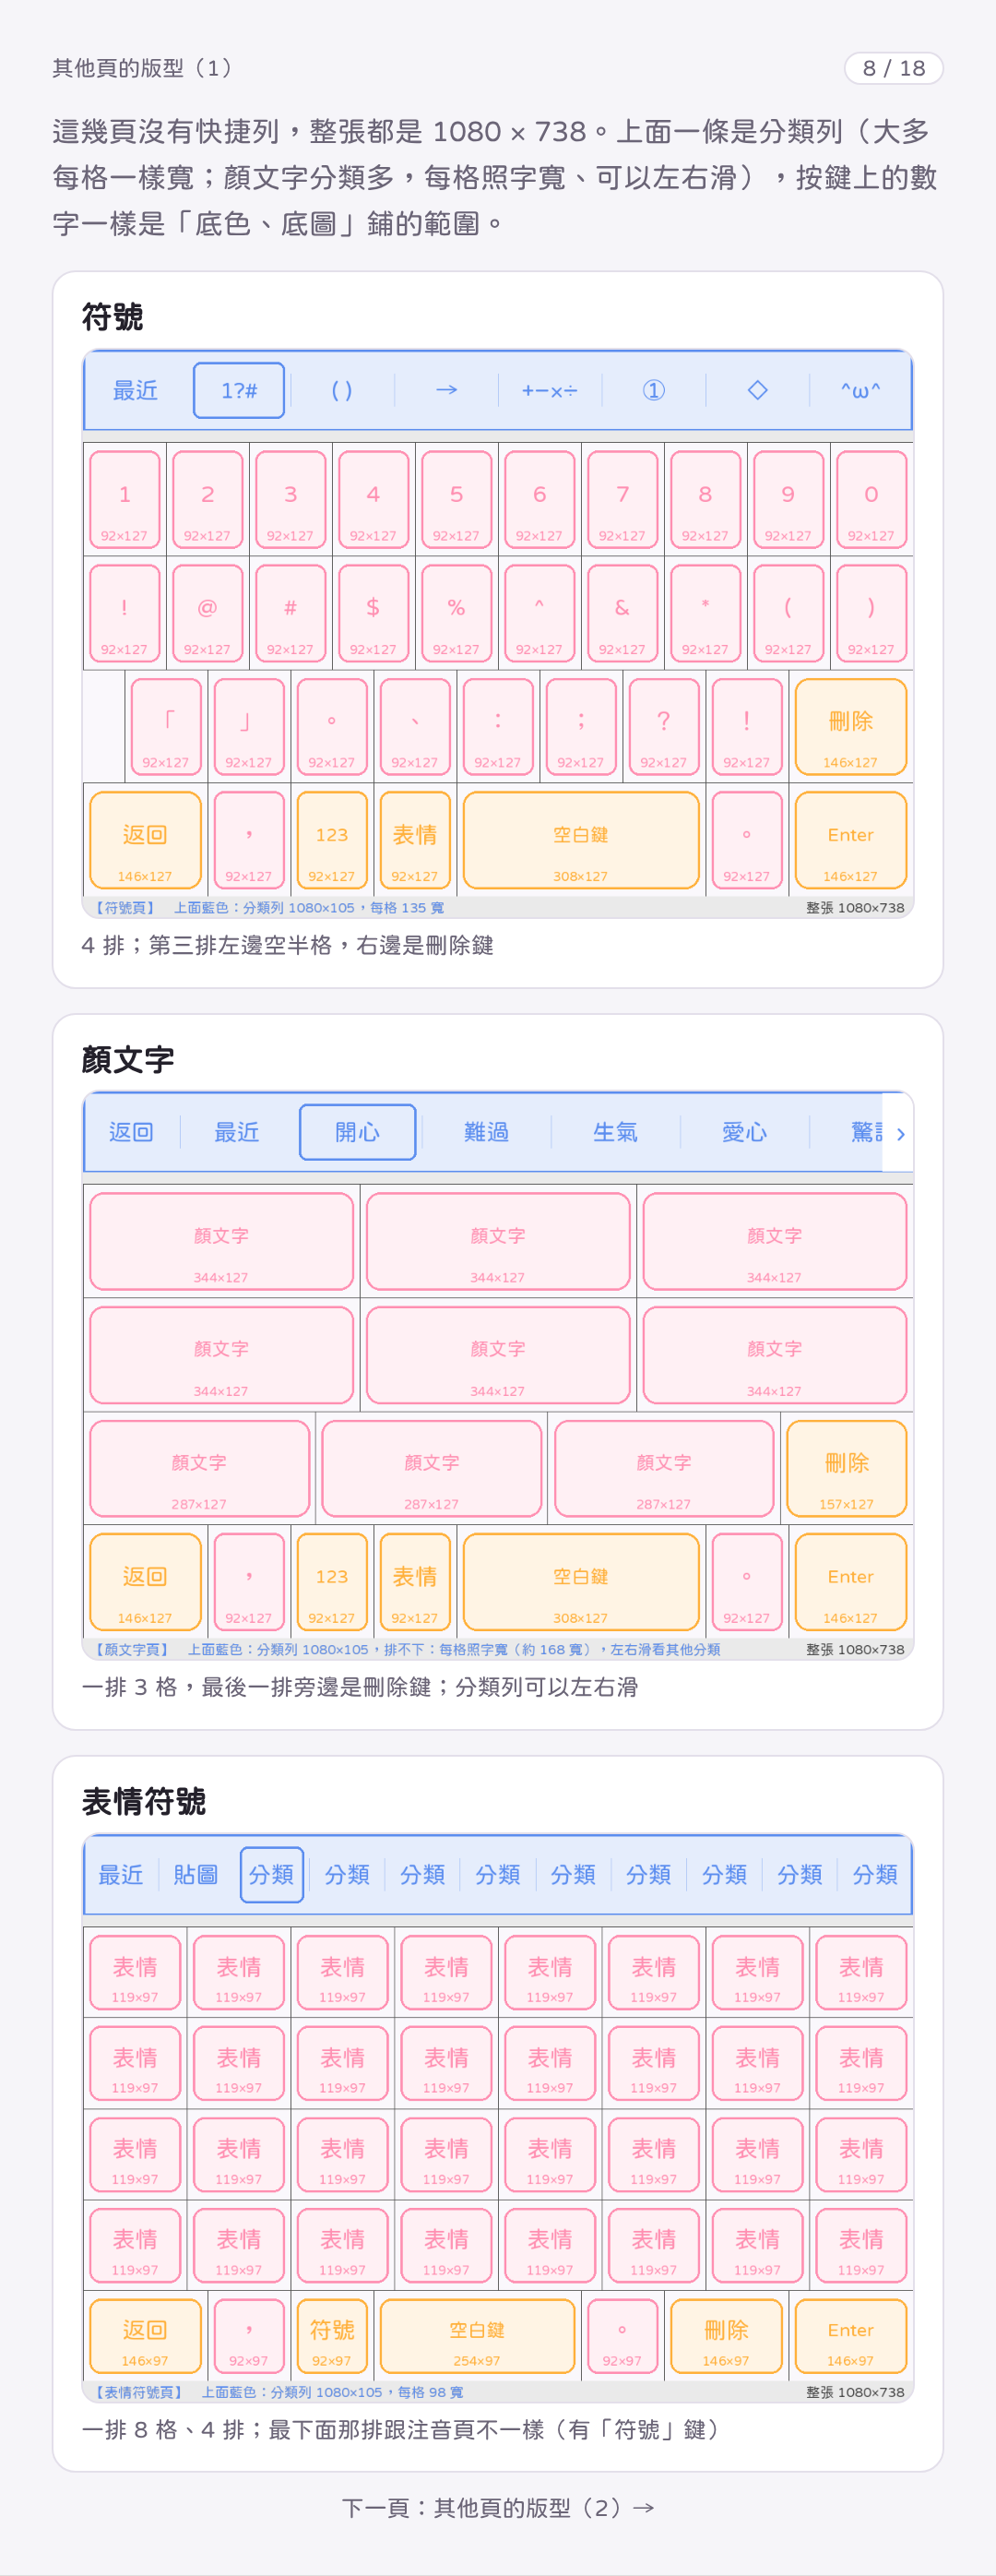 其他頁的版型（1）
8 / 18
這幾頁沒有快捷列，整張都是 1080 × 738。上面一條是分類列（大多
每格一樣寬；顏文字分類多，每格照字寬、可以左右滑），按鍵上的數
字一樣是「底色、底圖」鋪的範圍。
符號
最近 1?# ( ) → +−×÷ ① ◇ ^ω^
1 2 3 4 5 6 7 8 9 0
92×127 92×127 92×127 92×127 92×127 92×127 92×127 92×127 92×127 92×127
! @ # $ % ^ & * ( )
92×127 92×127 92×127 92×127 92×127 92×127 92×127 92×127 92×127 92×127
「 」 。 、 ： ； ？ ！ 刪除
92×127 92×127 92×127 92×127 92×127 92×127 92×127 92×127 146×127
返回 ， 123 表情 空白鍵 。 Enter
146×127 92×127 92×127 92×127 308×127 92×127 146×127
【符號頁】 上面藍色：分類列 1080×105，每格 135 寬 整張 1080×738
4 排；第三排左邊空半格，右邊是刪除鍵
顏文字
返回 最近 開心 難過 生氣 愛心 驚 ›
顏文字 顏文字 顏文字
344×127 344×127 344×127
顏文字 顏文字 顏文字
344×127 344×127 344×127
顏文字 顏文字 顏文字 刪除
287×127 287×127 287×127 157×127
返回 ， 123 表情 空白鍵 。 Enter
146×127 92×127 92×127 92×127 308×127 92×127 146×127
【顏文字頁】 上面藍色：分類列 1080×105，排不下：每格照字寬（約 168 寬），左右滑看其他分類 整張 1080×738
一排 3 格，最後一排旁邊是刪除鍵；分類列可以左右滑
表情符號
最近 貼圖 分類 分類 分類 分類 分類 分類 分類 分類 分類
表情 表情 表情 表情 表情 表情 表情 表情
119×97 119×97 119×97 119×97 119×97 119×97 119×97 119×97
表情 表情 表情 表情 表情 表情 表情 表情
119×97 119×97 119×97 119×97 119×97 119×97 119×97 119×97
表情 表情 表情 表情 表情 表情 表情 表情
119×97 119×97 119×97 119×97 119×97 119×97 119×97 119×97
表情 表情 表情 表情 表情 表情 表情 表情
119×97 119×97 119×97 119×97 119×97 119×97 119×97 119×97
返回 ， 符號 空白鍵 。 刪除 Enter
146×97 92×97 92×97 254×97 92×97 146×97 146×97
【表情符號頁】 上面藍色：分類列 1080×105，每格 98 寬 整張 1080×738
一排 8 格、4 排；最下面那排跟注音頁不一樣（有「符號」鍵）
下一頁：其他頁的版型（2）→